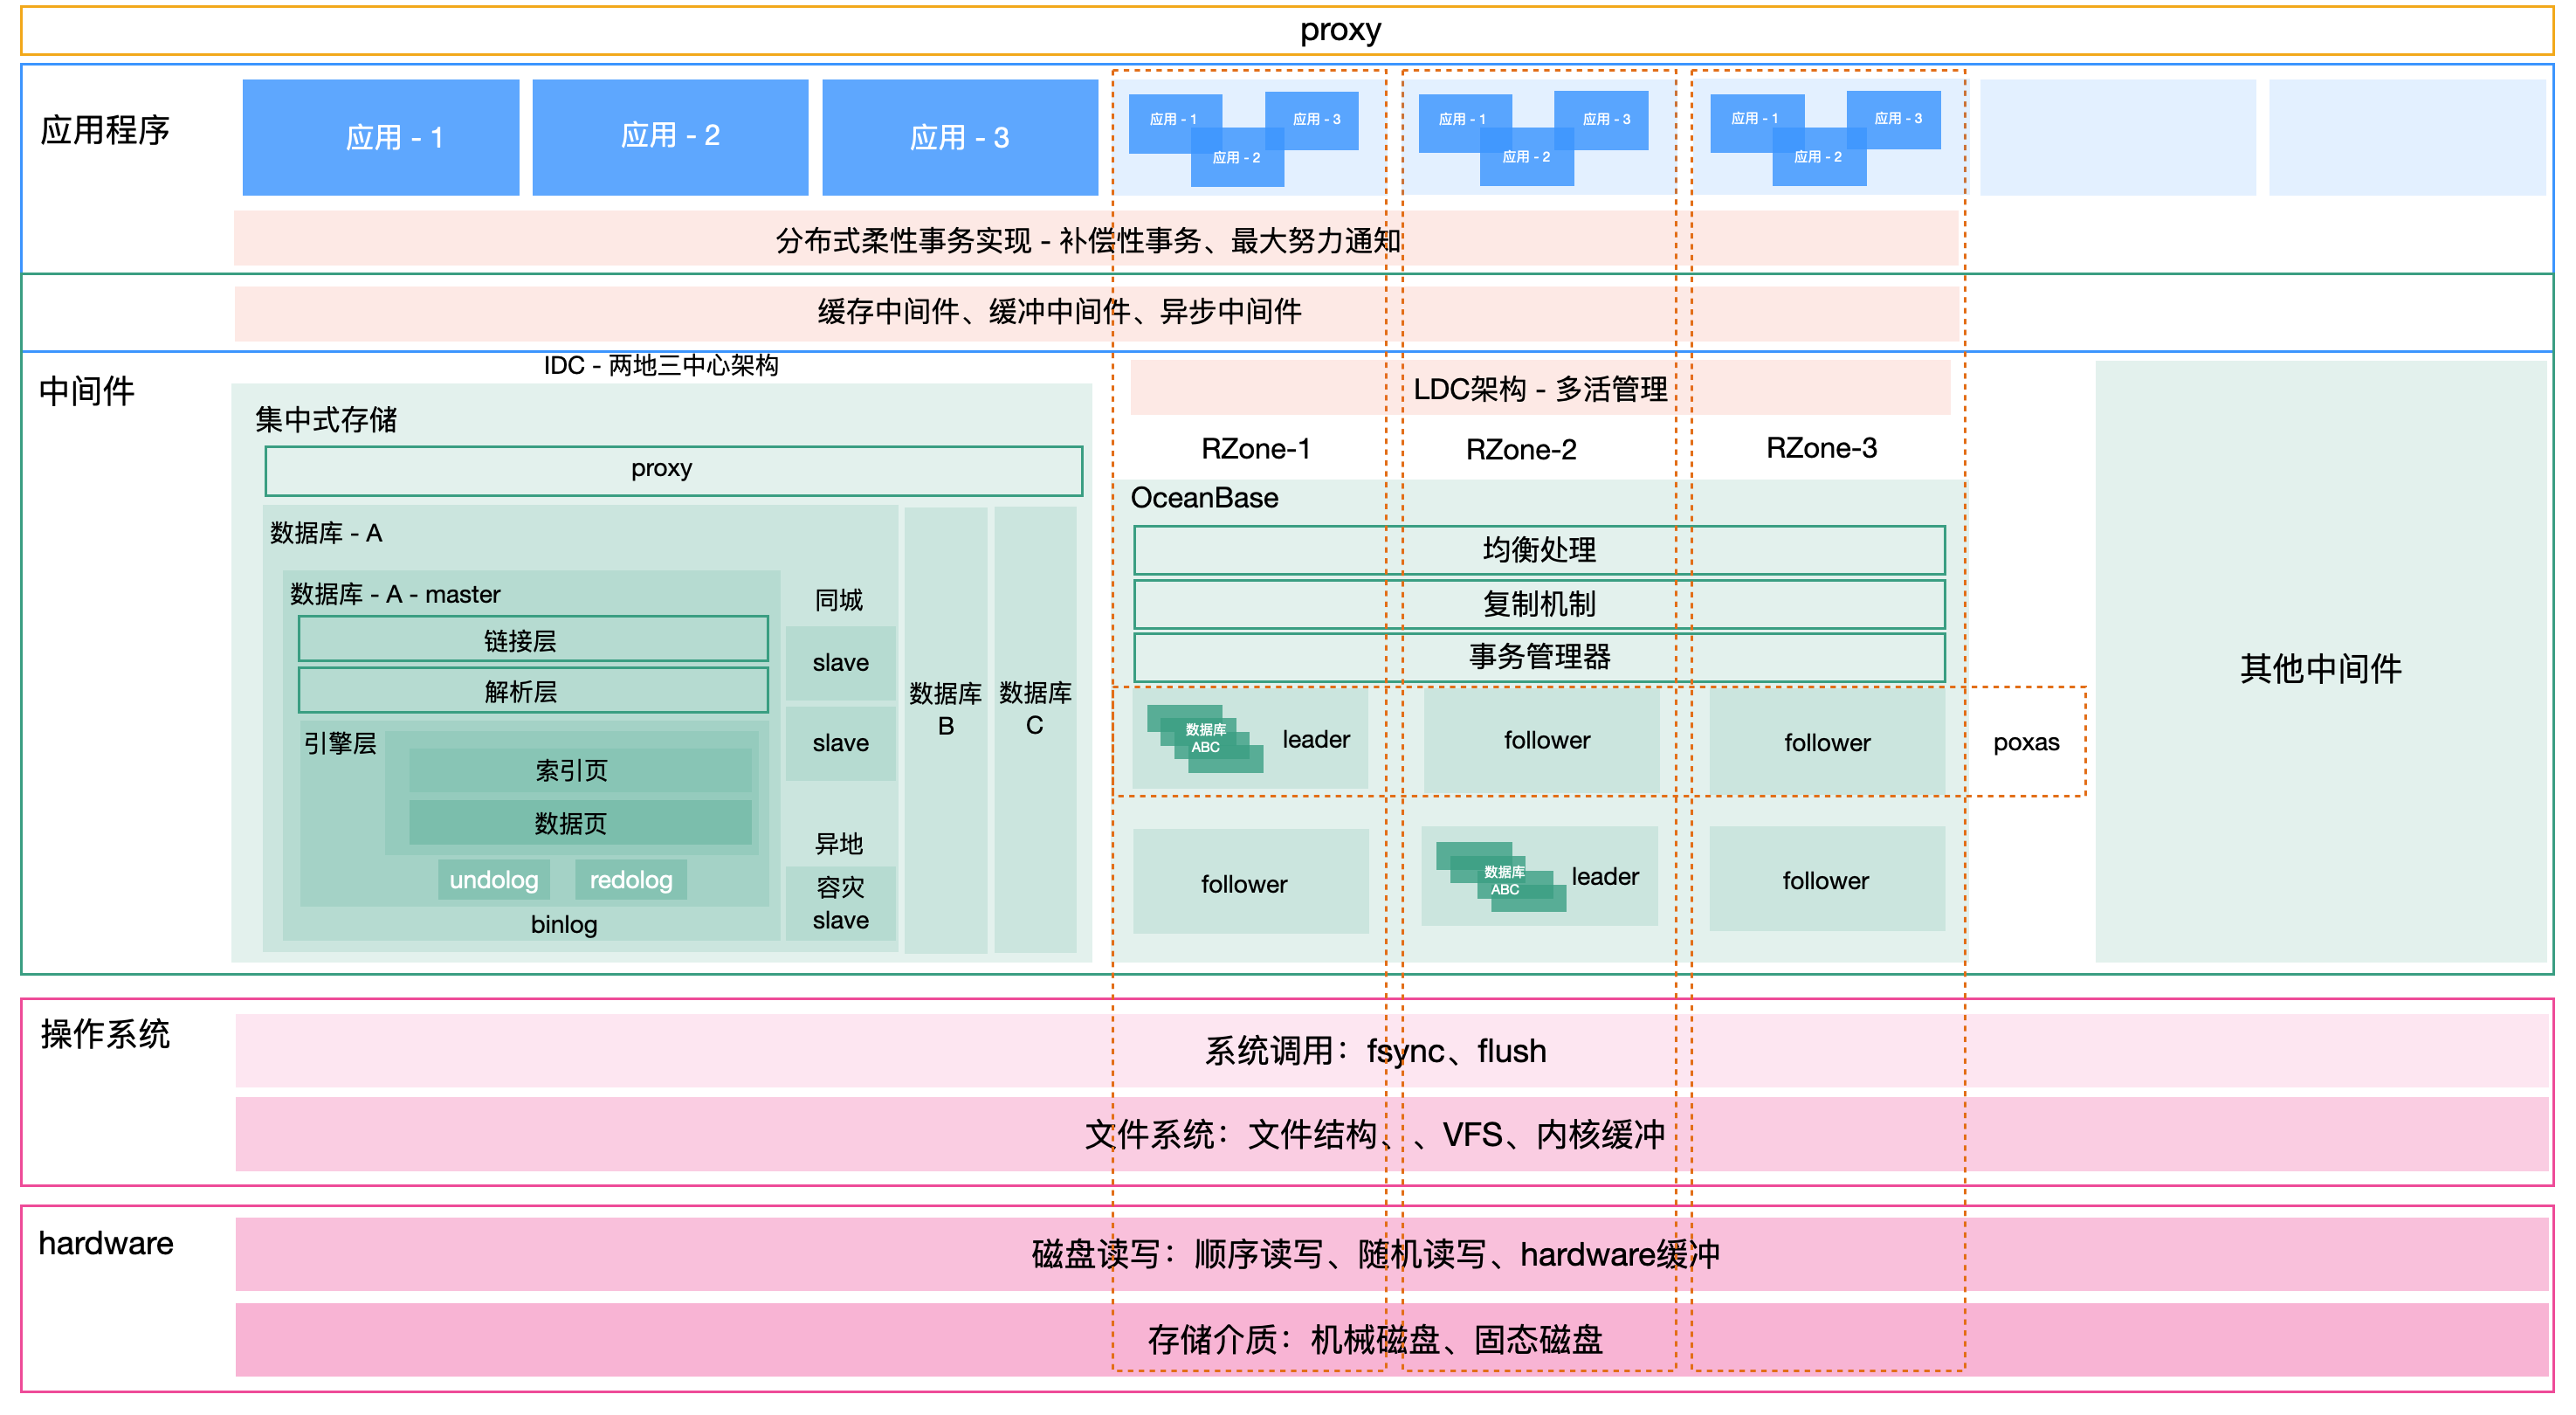 proxy
应用程序
应用 - 1
应用 - 2
应用 - 3
应用 - 1
应用 - 3
应用 - 2
应用 - 1
应用 - 3
应用 - 2
应用 - 1
应用 - 3
应用 - 2
分布式柔性事务实现 - 补偿性事务、最大努力通知
缓存中间件、缓冲中间件、异步中间件
中间件
IDC - 两地三中心架构
集中式存储
proxy
数据库 - A
数据库 - A - master
链接层
解析层
引擎层
索引页
数据页
undolog
redolog
binlog
同城
slave
slave
异地
容灾
slave
数据库
B
数据库
C
LDC架构 - 多活管理
RZone-1
RZone-2
RZone-3
OceanBase
均衡处理
复制机制
事务管理器
数据库
ABC
leader
follower
follower
poxas
follower
数据库
ABC
leader
follower
其他中间件
操作系统
系统调用：fsync、flush
文件系统：文件结构、、VFS、内核缓冲
hardware
磁盘读写：顺序读写、随机读写、hardware缓冲
存储介质：机械磁盘、固态磁盘